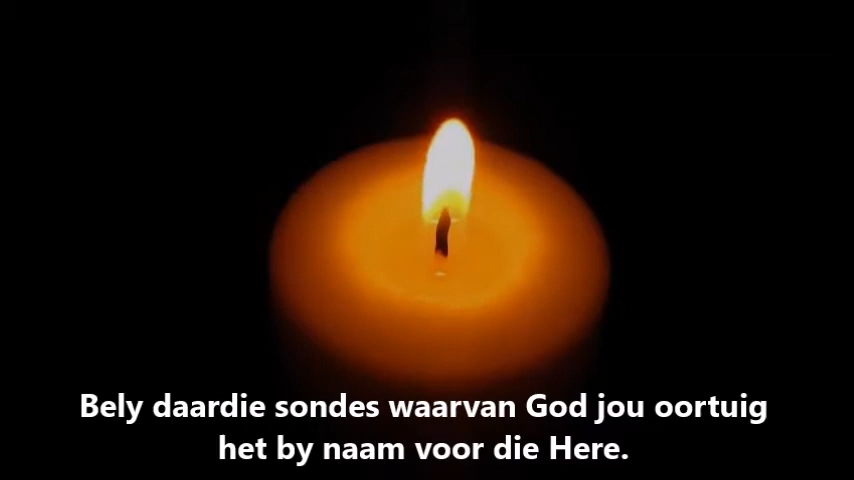 Bely daardie sondes waarvan God jou oortuig
het by naam voor die Here.